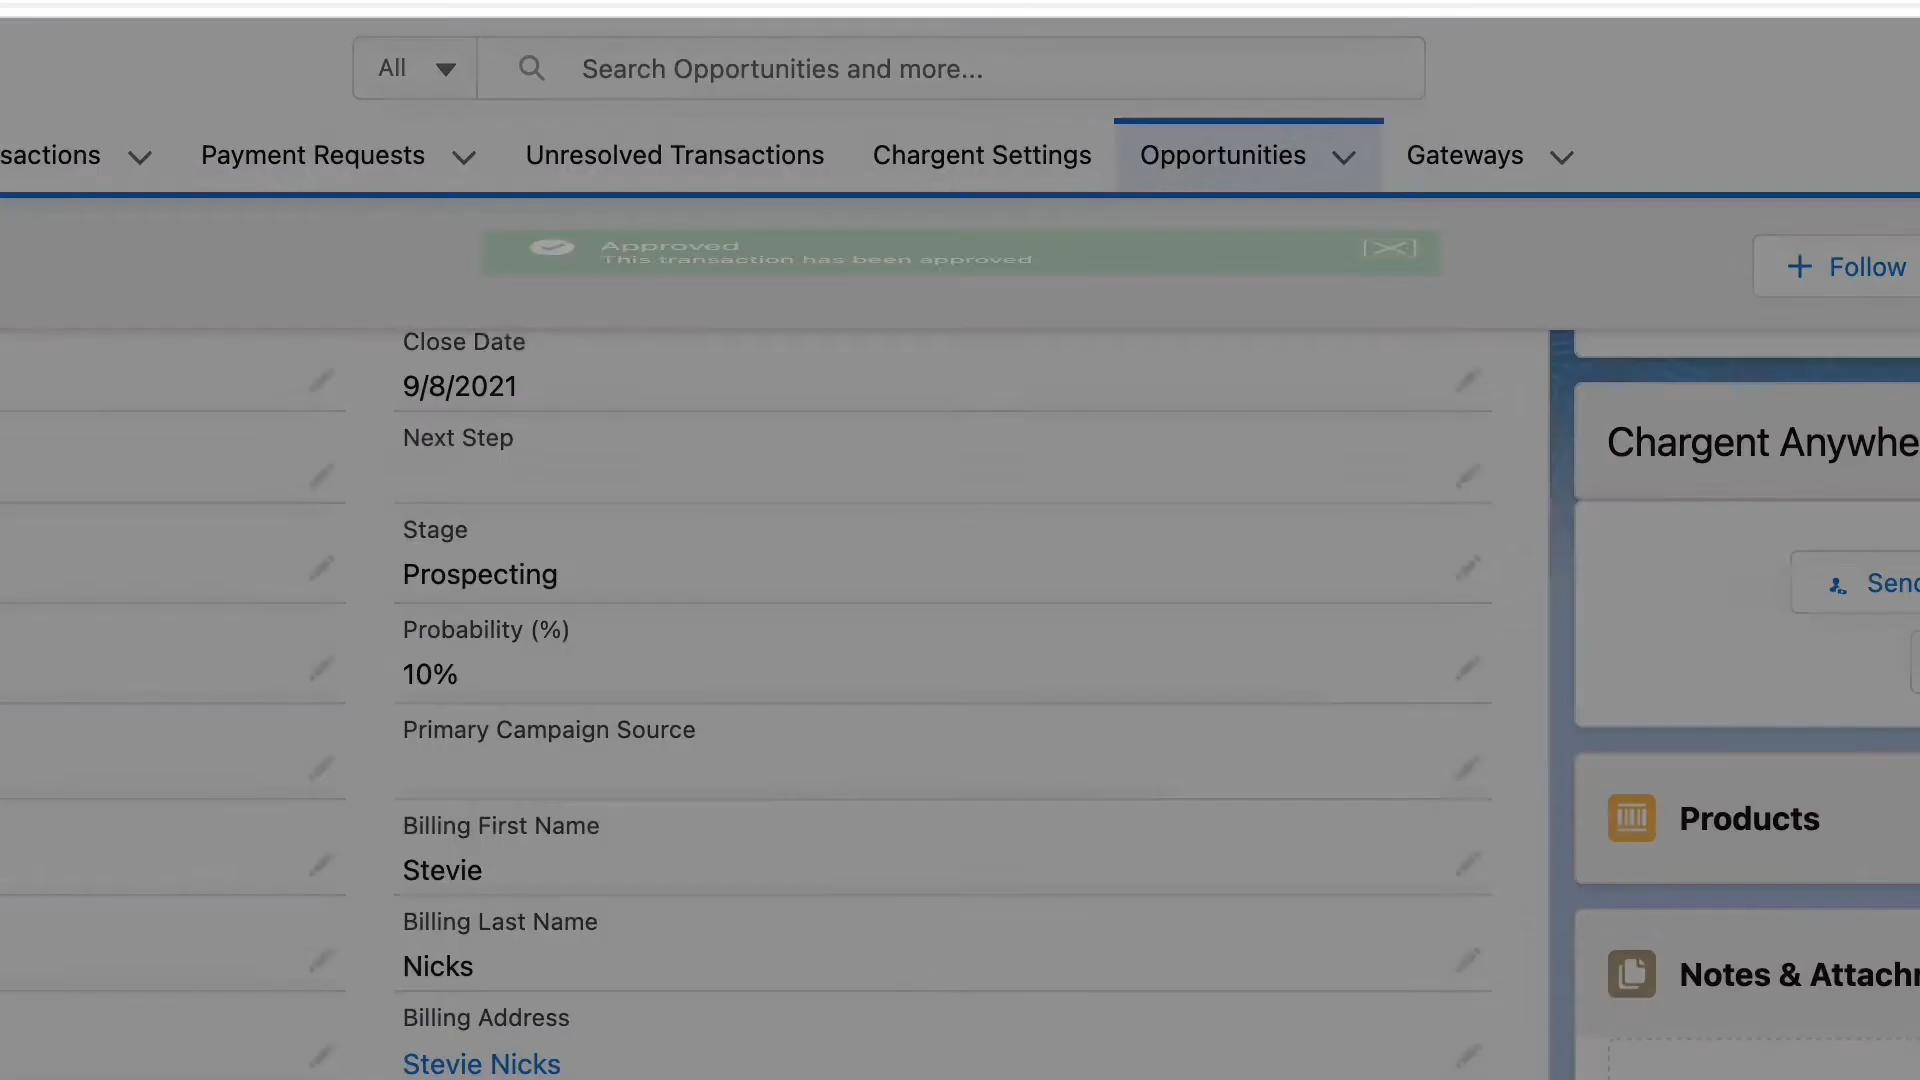 All
Search Opportunities and more...
sactions
Payment Requests
Unresolved Transactions
Chargent Settings
Opportunities
Gateways
Approved
This transaction has been approved
Follow
Close Date
9/8/2021
Next Step
Stage
Prospecting
Probability (%)
10%
Primary Campaign Source
Billing First Name
Stevie
Billing Last Name
Nicks
Billing Address
Stevie Nicks
Chargent Anywhe
Send
Products
Notes & Attachm